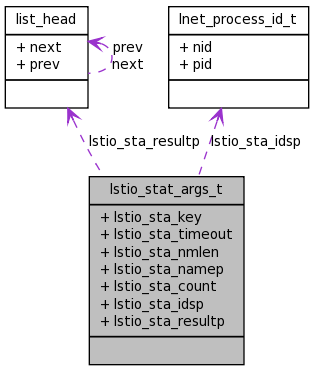 list_head
+ next
+ prev
lnet_process_id_t
+ nid
+ pid
prev
next
lstio_sta_resultp
lstio_sta_idsp
lstio_stat_args_t
+ lstio_sta_key
+ lstio_sta_timeout
+ lstio_sta_nmlen
+ lstio_sta_namep
+ lstio_sta_count
+ lstio_sta_idsp
+ lstio_sta_resultp